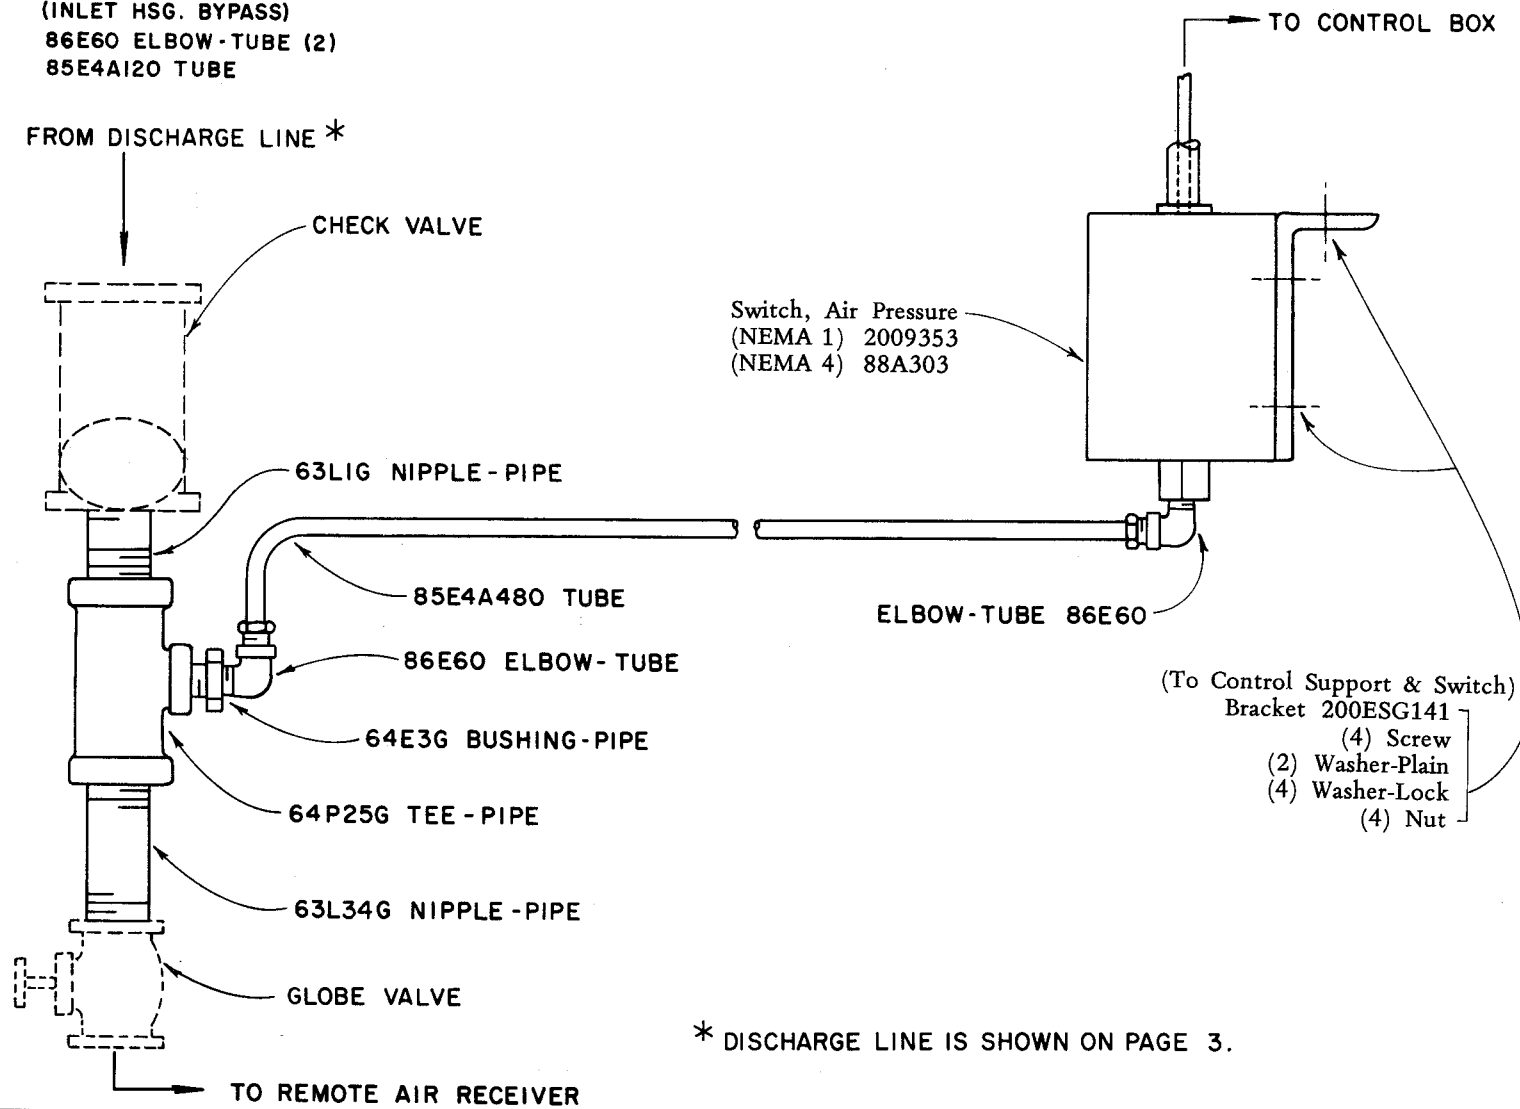 (INLET HSG. BYPASS)
86E60 ELBOW-TUBE (2)
85E4A120 TUBE
TO CONTROL BOX
FROM DISCHARGE LINE *
CHECK VALVE
Switch, Air Pressure
(NEMA 1) 2009353
(NEMA 4) 88A303
63L1G NIPPLE-PIPE
85E4A480 TUBE
ELBOW-TUBE 86E60
86E60 ELBOW-TUBE
(To Control Support & Switch)
Bracket 200ESG141
(4) Screw
(2) Washer-Plain
(4) Washer-Lock
(4) Nut
64E3G BUSHING-PIPE
64P25G TEE-PIPE
63L34G NIPPLE-PIPE
GLOBE VALVE
* DISCHARGE LINE IS SHOWN ON PAGE 3.
TO REMOTE AIR RECEIVER